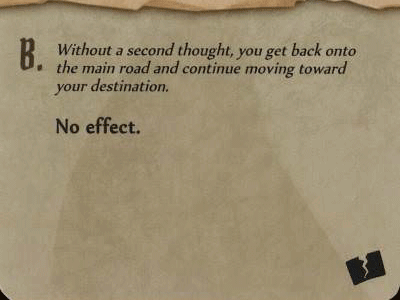 B. Without a second thought, you get back onto
the main road and continue moving toward
your destination.
No effect.